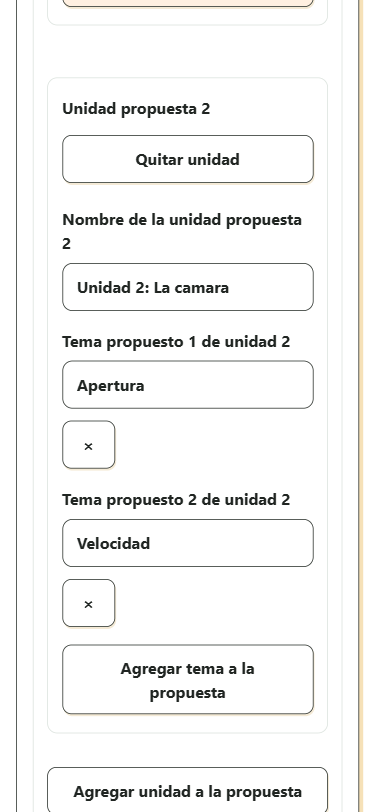 Unidad propuesta 2
Quitar unidad
Nombre de la unidad propuesta
2
Unidad 2: La camara
Tema propuesto 1 de unidad 2
Apertura
×
Tema propuesto 2 de unidad 2
Velocidad
×
Agregar tema a la
propuesta
Agregar unidad a la propuesta